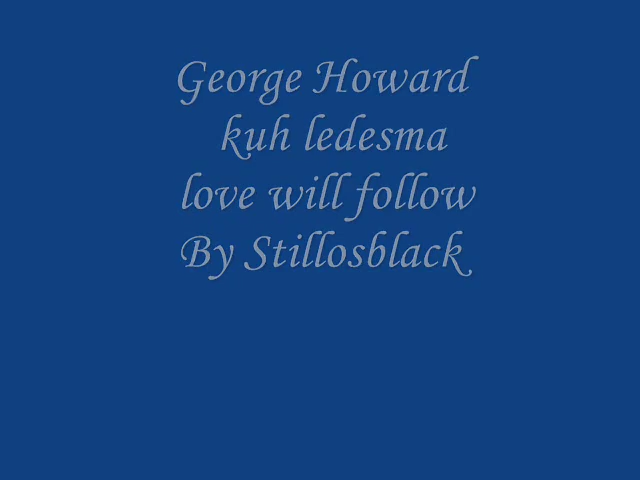 George Howard
kuh ledesma
love will follow
By Stillosblack